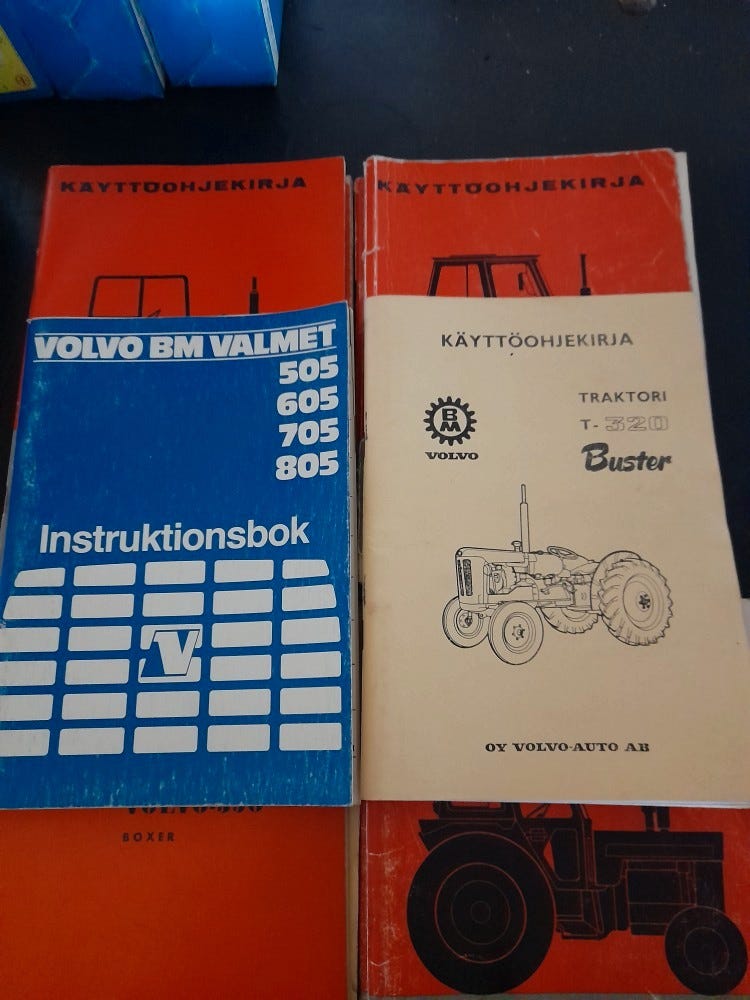 KÄYTTÖOHJEKIRJA
KÄYTTÖOHJEKIRJA
VOLVO BM VALMET
505
605
705
805
Instruktionsbok
V
KÄYTTÖOHJEKIRJA
BM
VOLVO
TRAKTORI
T-320
Buster
OY VOLVO-AUTO AB
BOXER